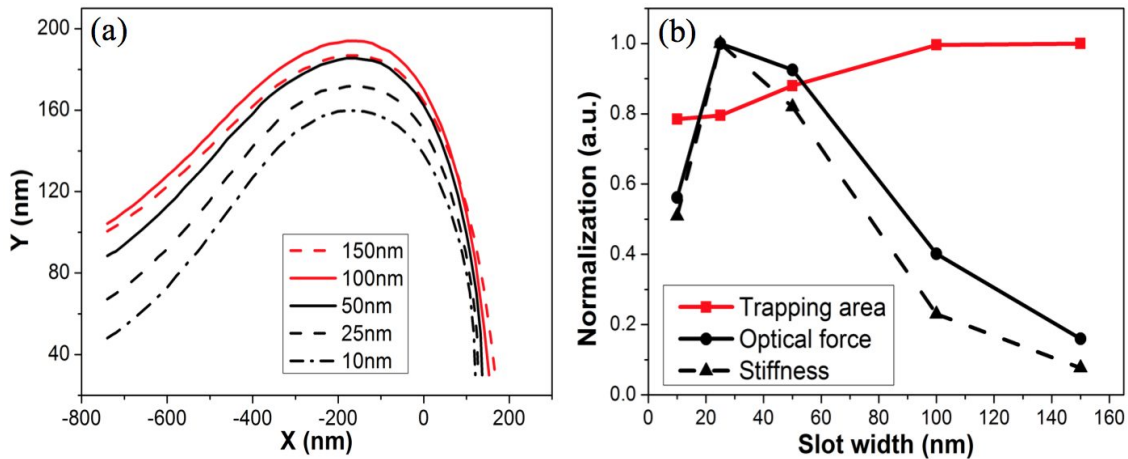 (a)
200
160
120
80
40
Y (nm)
-800
-600
-400
-200
0
200
X (nm)
150nm
100nm
50nm
25nm
10nm
(b)
1.0
0.8
0.6
0.4
0.2
0.0
Normalization (a.u.)
0
20
40
60
80
100
120
140
160
Slot width (nm)
Trapping area
Optical force
Stiffness